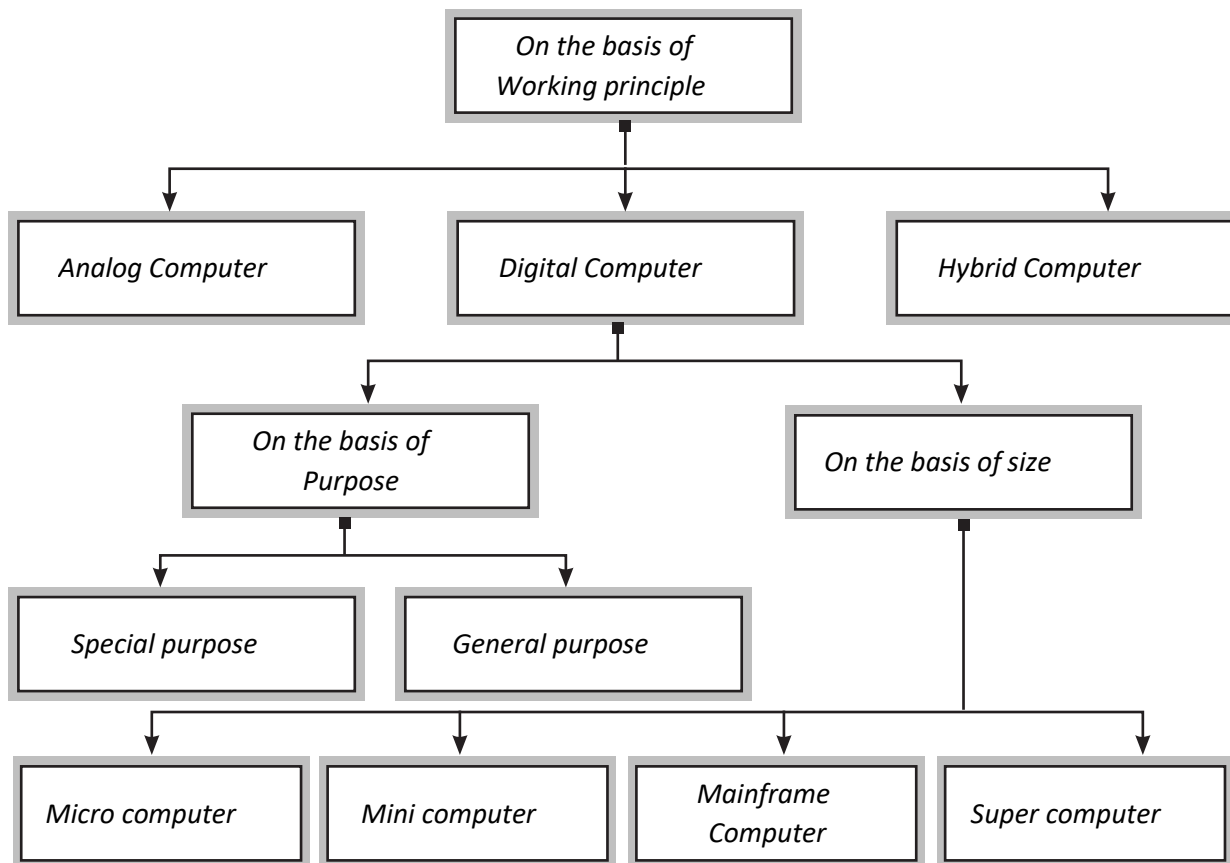 On the basis of
Working principle
Analog Computer
Digital Computer
Hybrid Computer
On the basis of
Purpose
On the basis of size
Special purpose
General purpose
Micro computer
Mini computer
Mainframe
Computer
Super computer